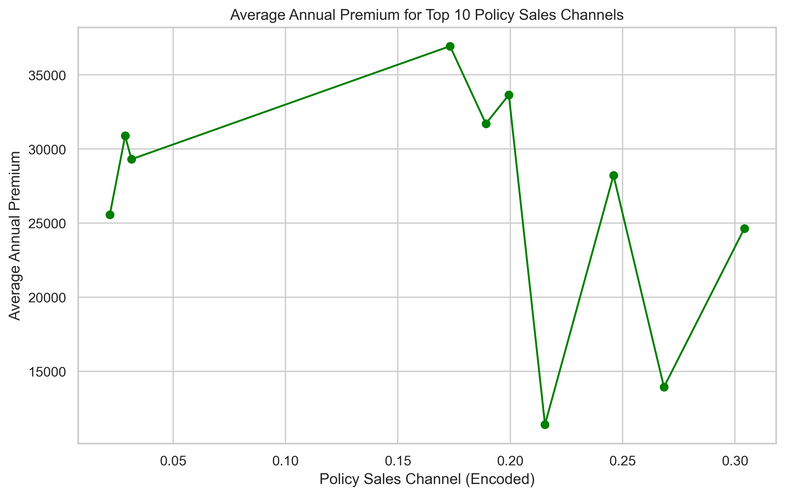 Average Annual Premium for Top 10 Policy Sales Channels
Average Annual Premium
35000
30000
25000
20000
15000
0.05 0.10 0.15 0.20 0.25 0.30
Policy Sales Channel (Encoded)